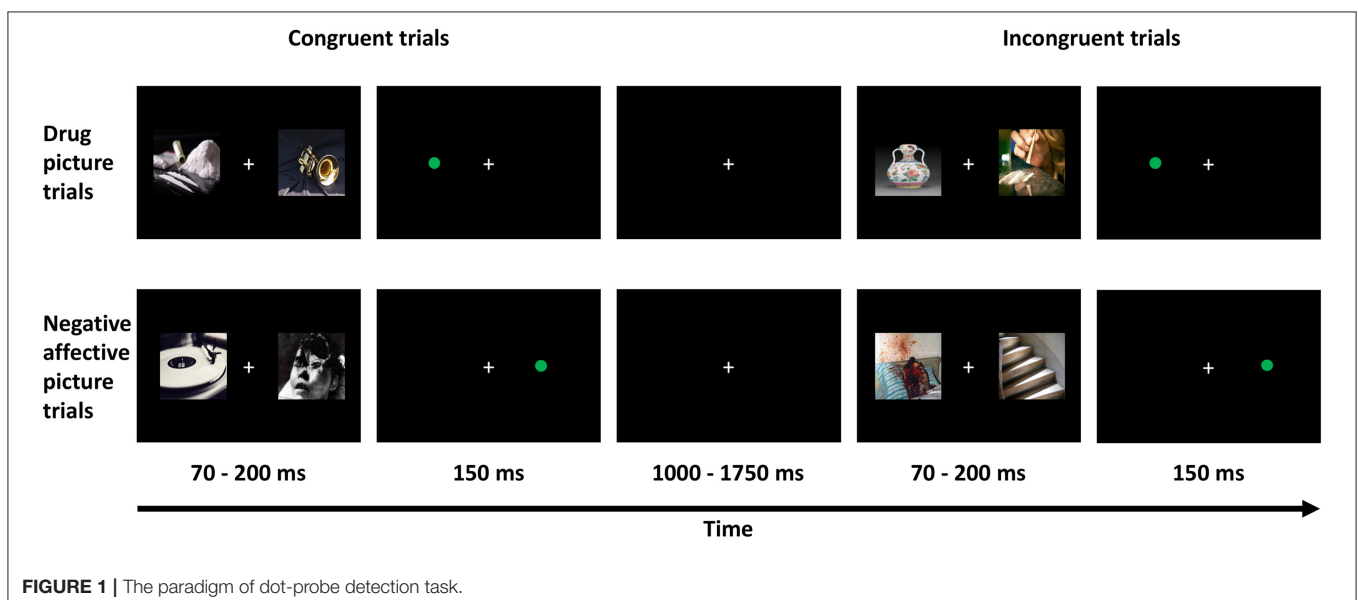 Congruent trials
Incongruent trials
Drug
picture
trials
+
+
+
+
+
Negative
affective
picture
trials
+
+
+
+
+
70 - 200 ms
150 ms
1000 - 1750 ms
70 - 200 ms
150 ms
Time
FIGURE 1 | The paradigm of dot-probe detection task.